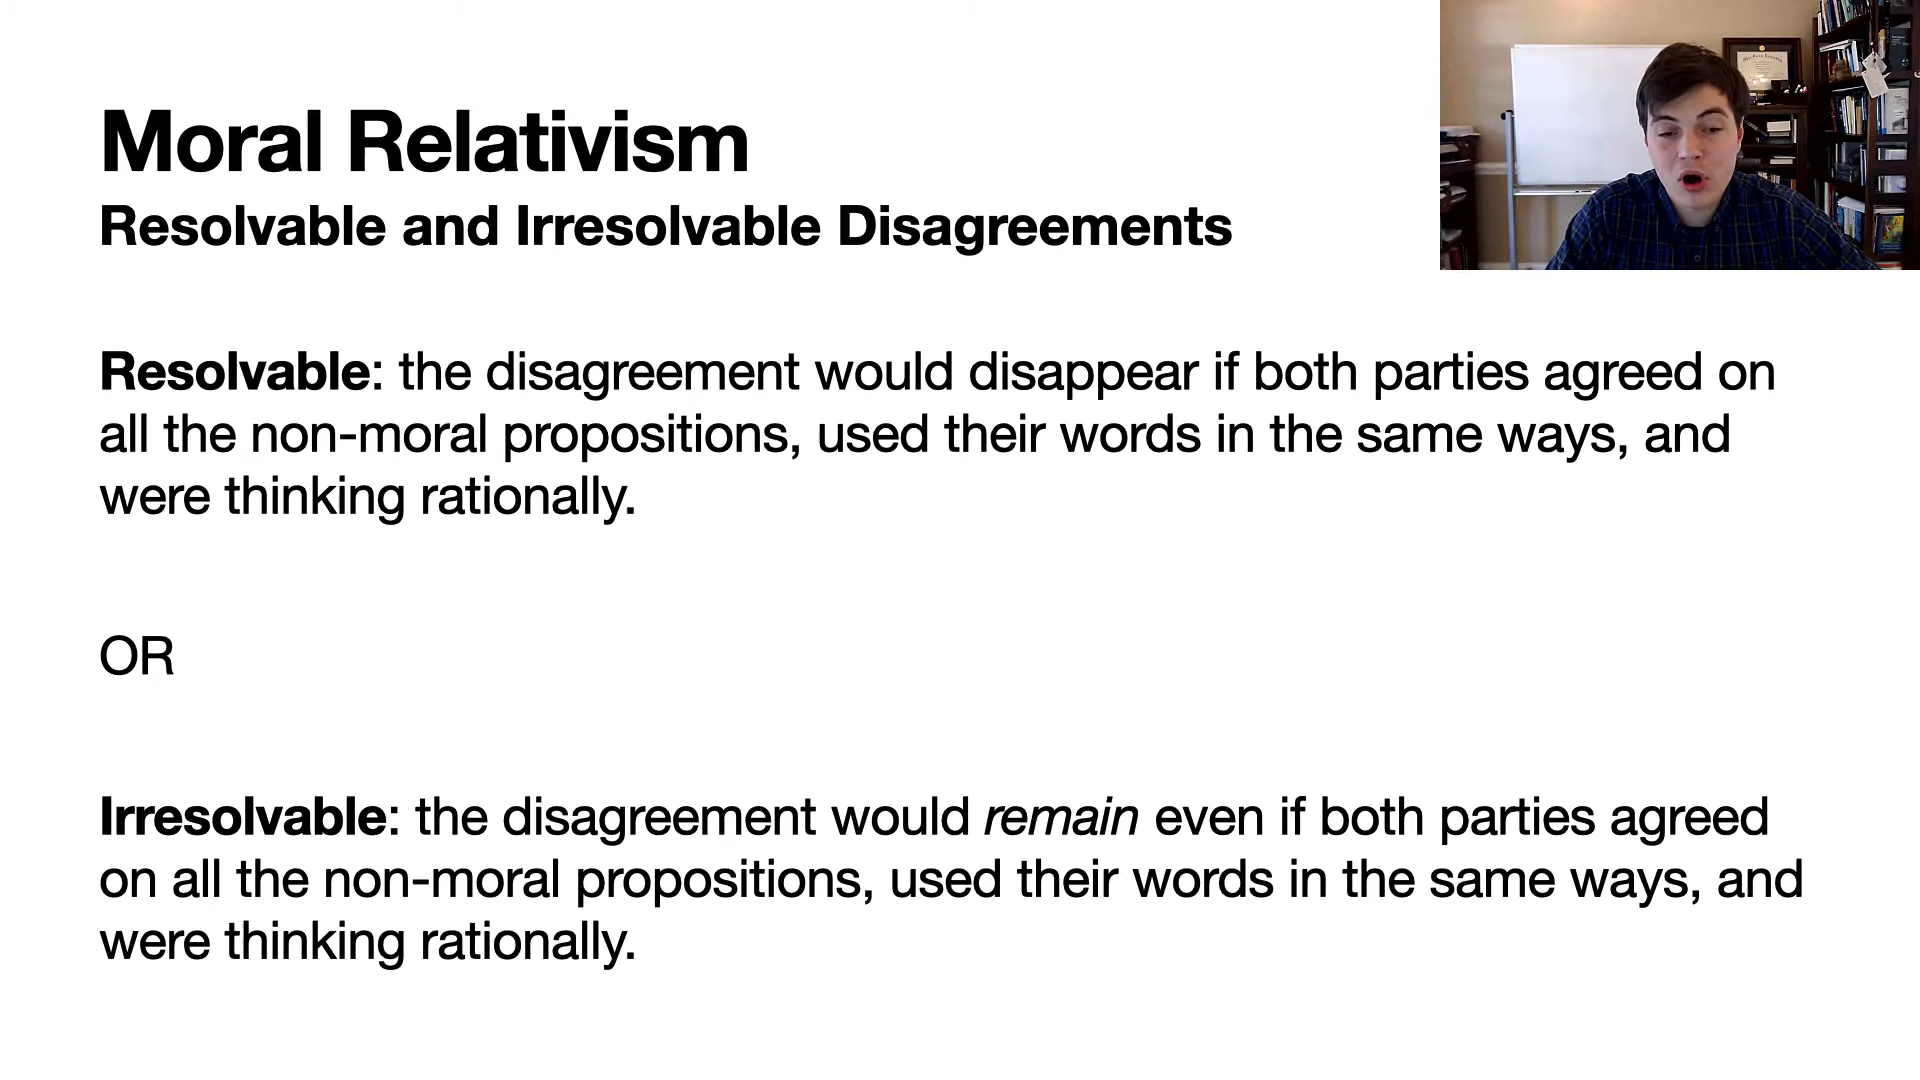 Moral Relativism
Resolvable and Irresolvable Disagreements
Resolvable: the disagreement would disappear if both parties agreed on
all the non-moral propositions, used their words in the same ways, and
were thinking rationally.
OR
Irresolvable: the disagreement would remain even if both parties agreed
on all the non-moral propositions, used their words in the same ways, and
were thinking rationally.